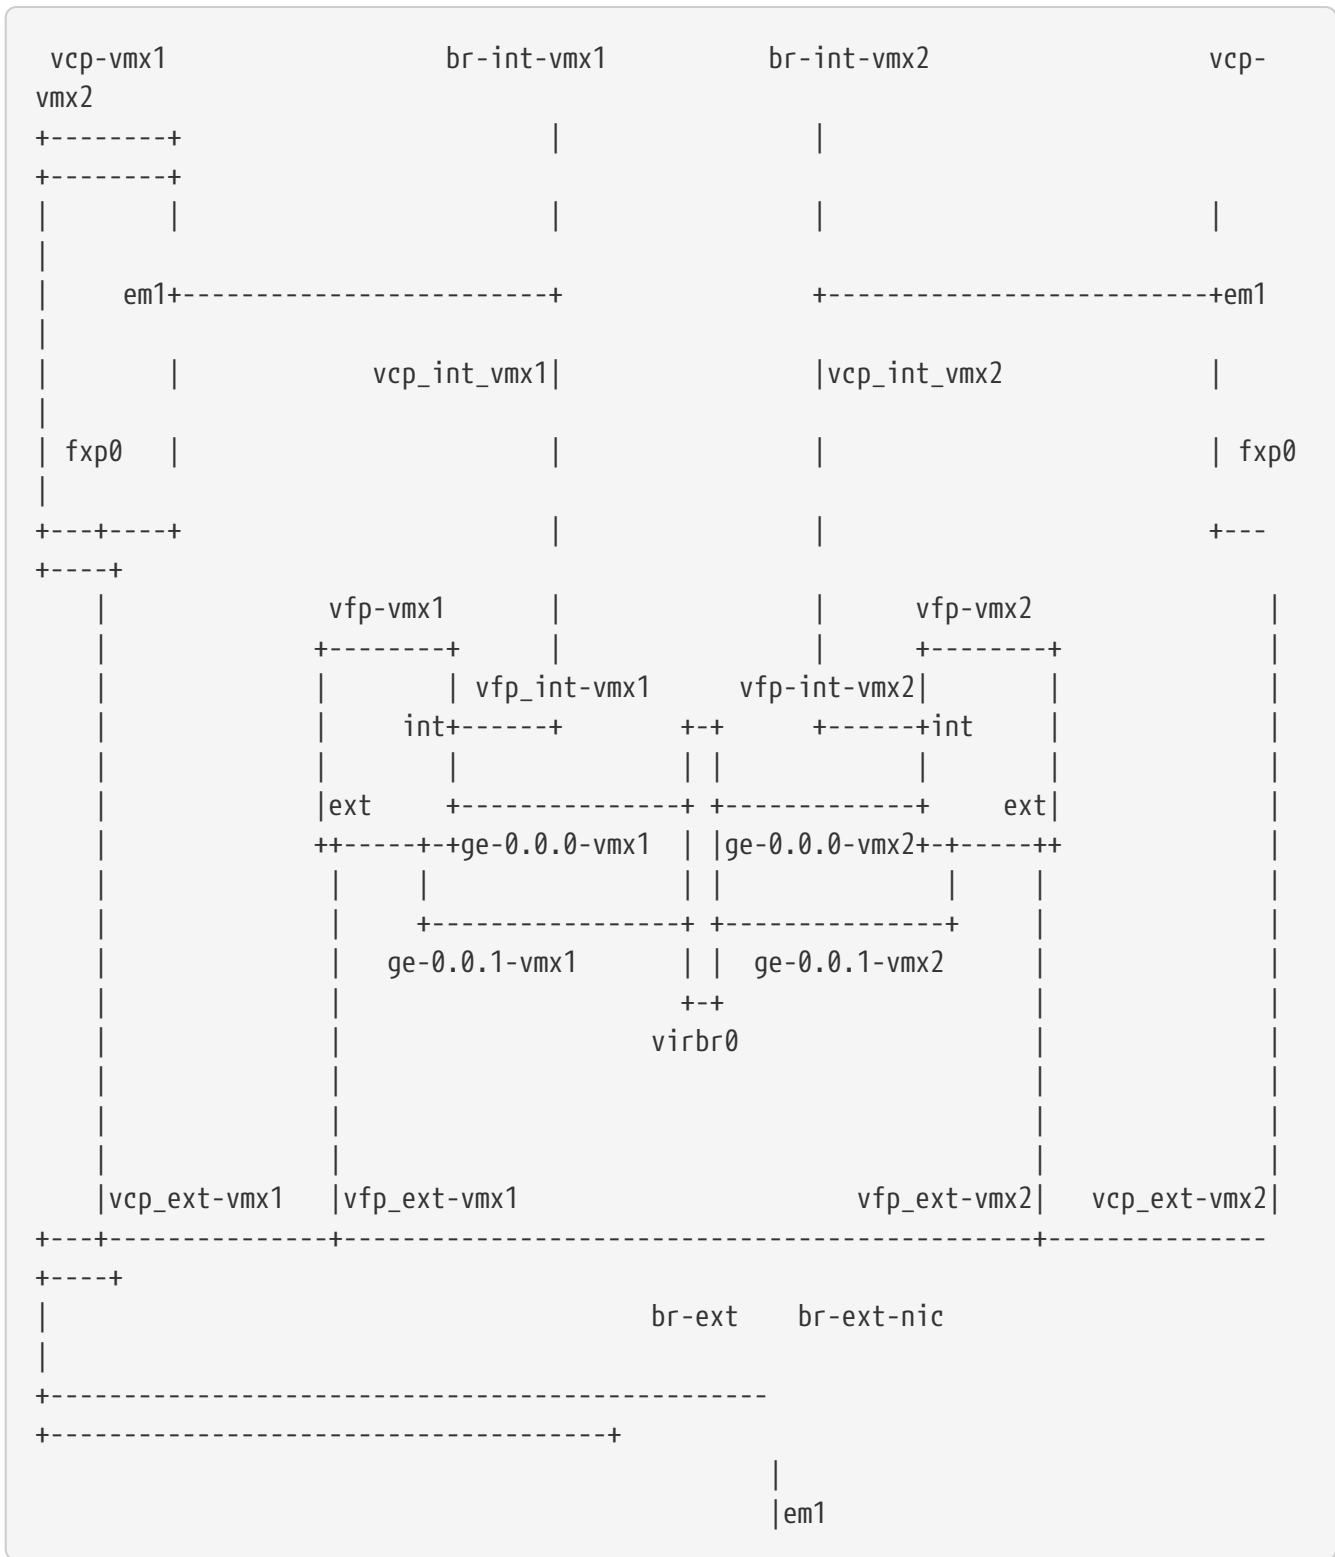 vcp-vmx1                   br-int-vmx1           br-int-vmx2                   vcp-
vmx2
+--------+                         |                 |
+--------+
|        |                         |                 |                          |
|
|     em1+-------------------------+                 +--------------------------+em1
|
|        |             vcp_int_vmx1|                 |vcp_int_vmx2              |
|
| fxp0   |                         |                 |                          | fxp0
|
+---+----+                         |                 |                          +---
+----+
    |               vfp-vmx1       |                 |      vfp-vmx2                |
    |              +--------+      |                 |      +--------+              |
    |              |        | vfp_int-vmx1      vfp-int-vmx2|        |              |
    |              |     int+------+        +-+      +------+int     |              |
    |              |        |               | |             |        |              |
    |              |ext     +---------------+ +-------------+     ext|              |
    |              ++-----+-+ge-0.0.0-vmx1  | |ge-0.0.0-vmx2+-+-----++              |
    |               |     |                 | |               |     |               |
    |               |     +-----------------+ +---------------+     |               |
    |               |   ge-0.0.1-vmx1       | |  ge-0.0.1-vmx2      |               |
    |               |                       +-+                     |               |
    |               |                     virbr0                    |               |
    |               |                                               |               |
    |               |                                               |               |
    |               |                                               |               |
    |vcp_ext-vmx1   |vfp_ext-vmx1                       vfp_ext-vmx2|   vcp_ext-vmx2|
+---+---------------+-----------------------------------------------+---------------
+----+
|                                         br-ext    br-ext-nic
|
+-------------------------------------------------
+--------------------------------------+
                                                  |
                                                  |em1